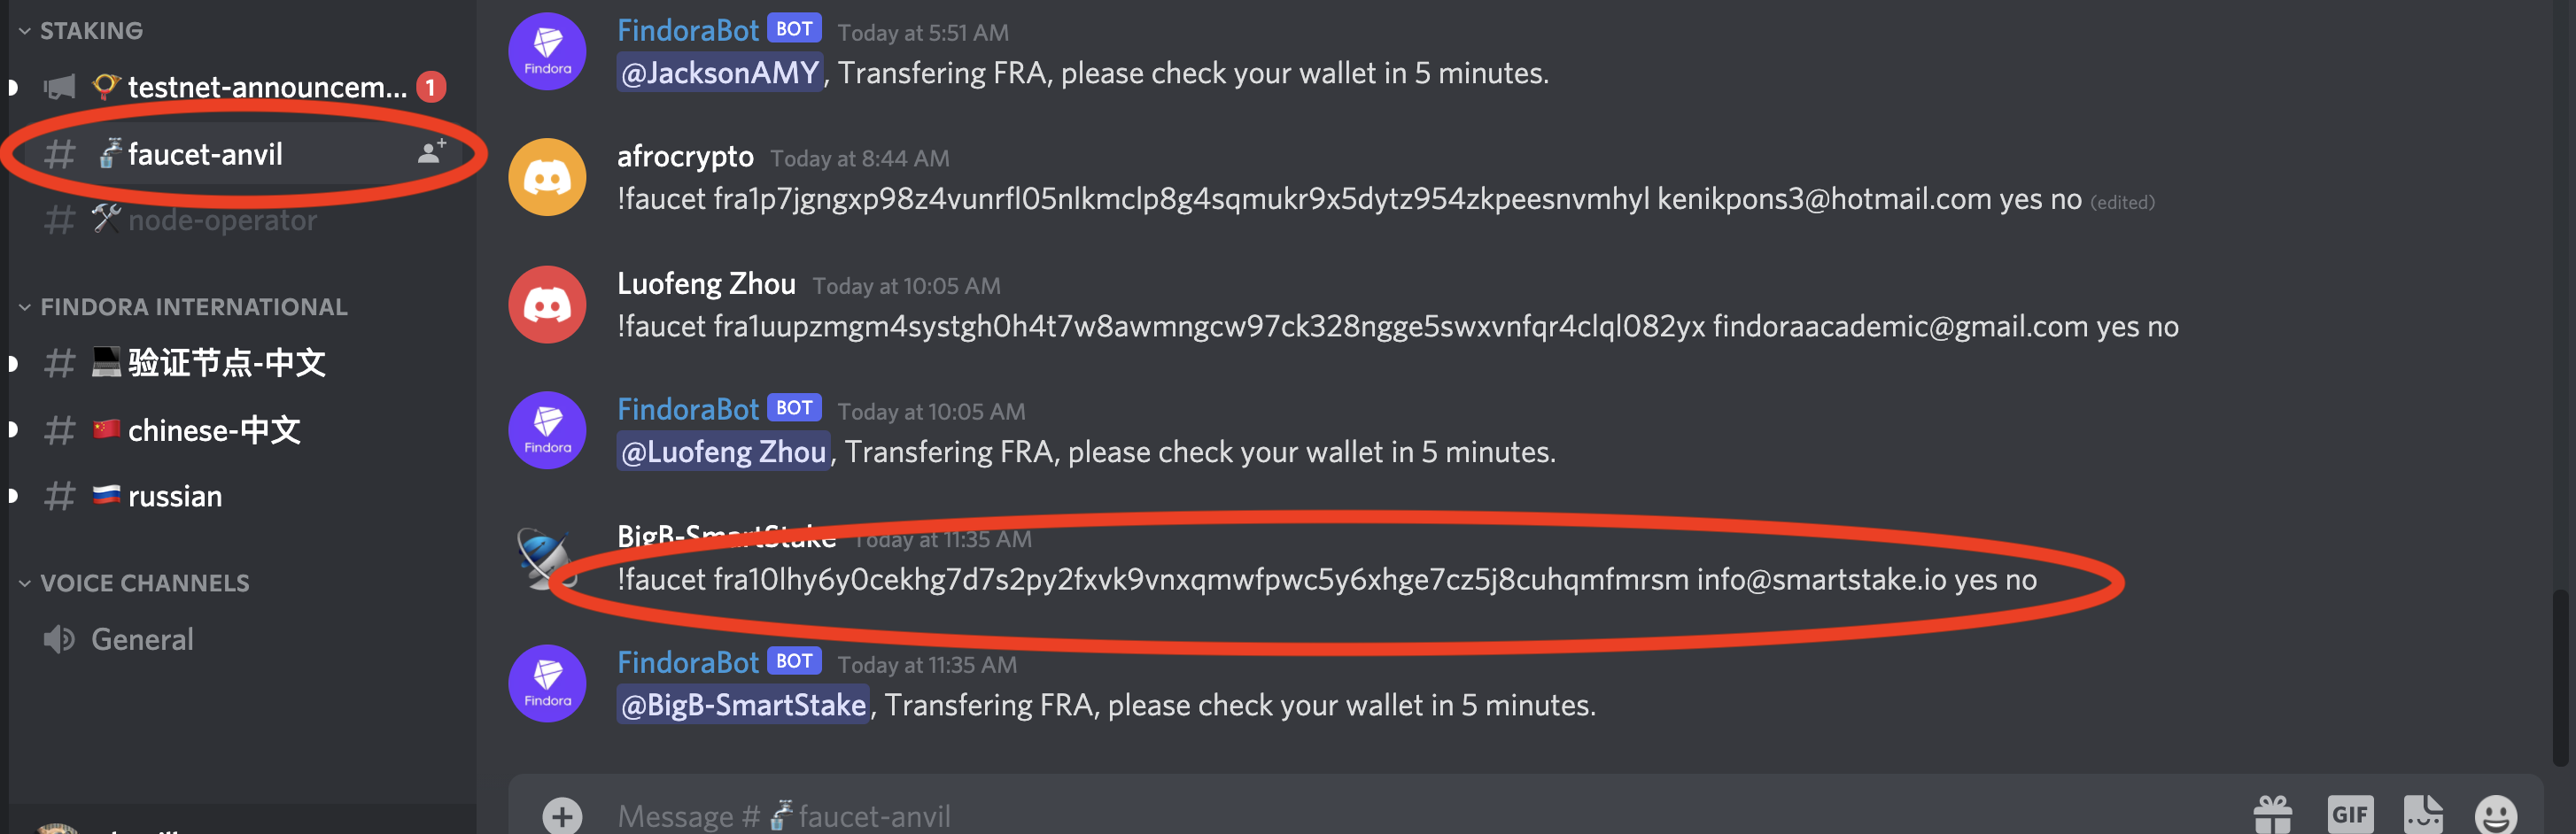 STAKING
testnet-announcem... 1
# faucet-anvil
# node-operator
FINDORA INTERNATIONAL
# 验证节点-中文
# chinese-中文
# russian
VOICE CHANNELS
General
Findora
FindoraBot BOT Today at 5:51 AM
@JacksonAMY, Transfering FRA, please check your wallet in 5 minutes.
afrocrypto Today at 8:44 AM
!faucet fra1p7jgngxp98z4vunrfl05nlkmclp8g4sqmukr9x5dytz954zkpeesnvmhyl kenikpons3@hotmail.com yes no (edited)
Luofeng Zhou Today at 10:05 AM
!faucet fra1uupzmgm4systgh0h4t7w8awmngcw97ck328ngge5swxvnfqr4clql082yx findoraacademic@gmail.com yes no
Findora
FindoraBot BOT Today at 10:05 AM
@Luofeng Zhou, Transfering FRA, please check your wallet in 5 minutes.
BigB-SmartStake Today at 11:35 AM
!faucet fra10lhy6y0cekhg7d7s2py2fxvk9vnxqmwfpwc5y6xhge7cz5j8cuhqmfmrsm info@smartstake.io yes no
Findora
FindoraBot BOT Today at 11:35 AM
@BigB-SmartStake, Transfering FRA, please check your wallet in 5 minutes.
Message # faucet-anvil
GIF